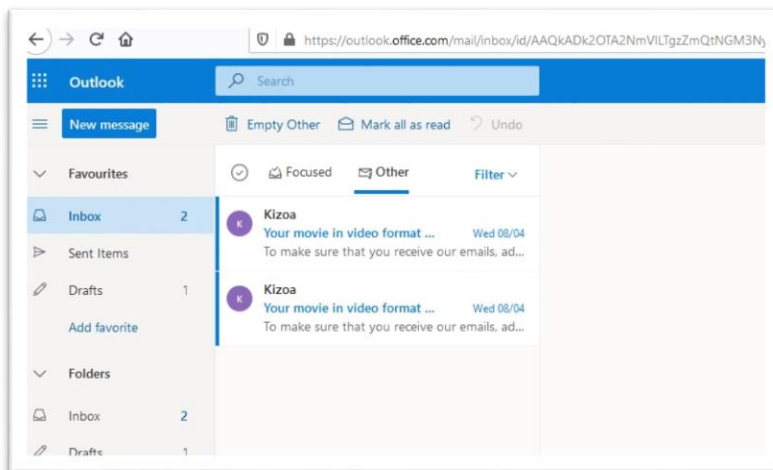 https://outlook.office.com/mail/inbox/id/AAQkADk2OTA2NmVlLTgzZmQtNGM3Ny
Outlook
Search
New message
Empty Other
Mark all as read
Undo
Favourites
Focused
Other
Filter
Inbox 2
K
Kizoa
Your movie in video format ... Wed 08/04
To make sure that you receive our emails, ad...
Sent Items
Drafts 1
K
Kizoa
Your movie in video format ... Wed 08/04
To make sure that you receive our emails, ad...
Add favorite
Folders
Inbox 2
Drafts 1